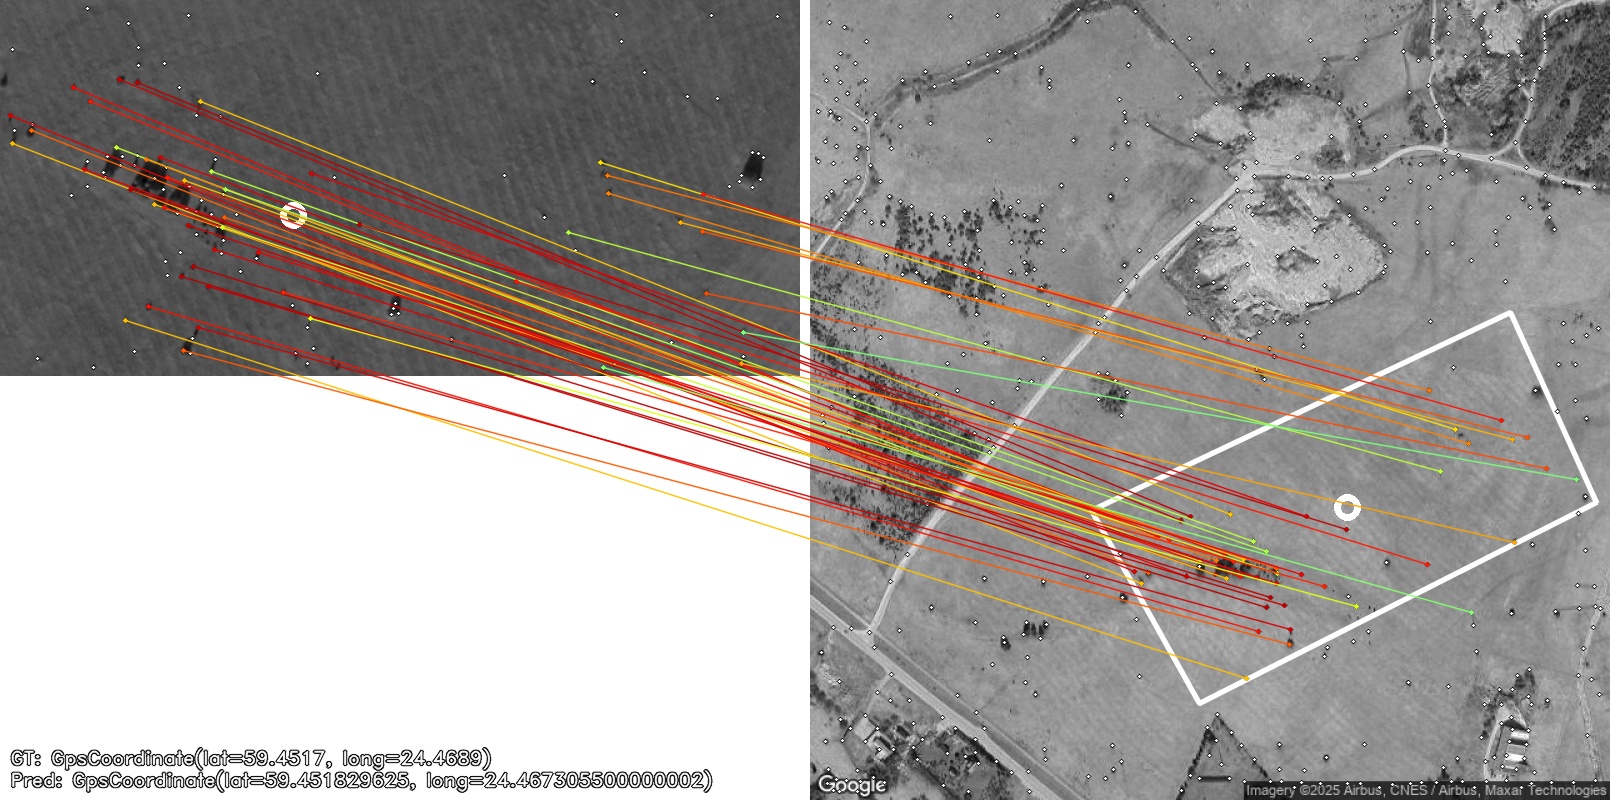 GT: GpsCoordinate(lat=59.4517, long=24.4689)
Pred: GpsCoordinate(lat=59.451829625, long=24.467305500000002)
Google
Imagery ©2025 Airbus, CNES / Airbus, Maxar Technologies